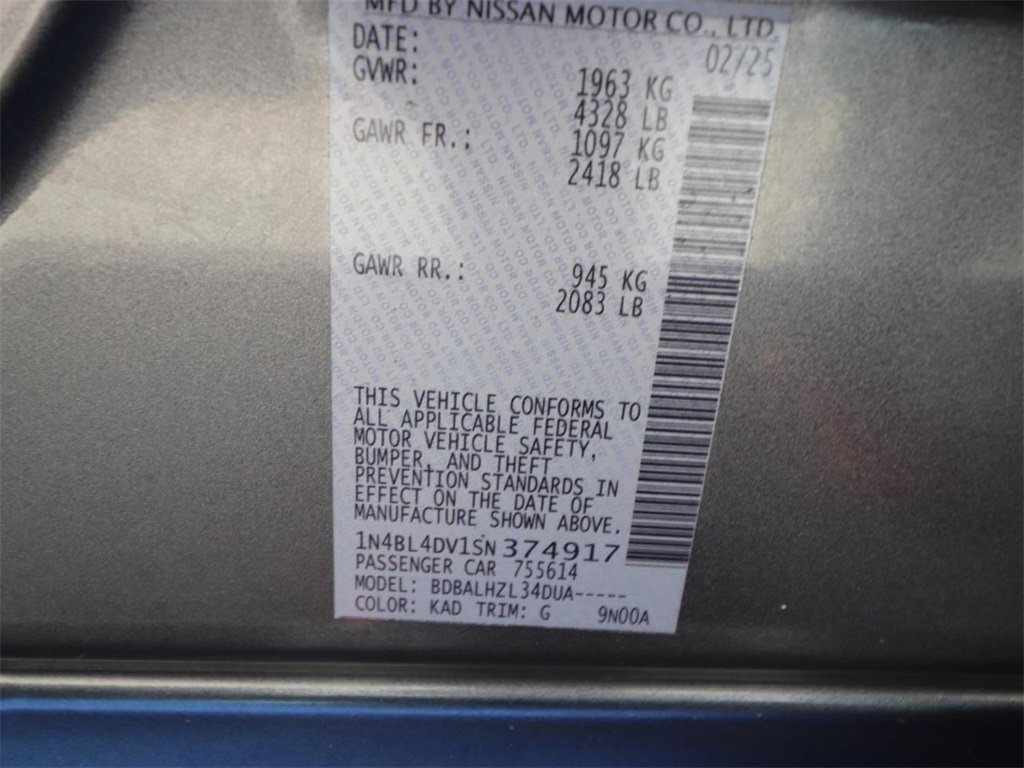 MFD BY NISSAN MOTOR CO., LTD.
DATE: 02/25
GVWR: 1963 KG
4328 LB
GAWR FR.: 1097 KG
2418 LB
GAWR RR.: 945 KG
2083 LB
THIS VEHICLE CONFORMS TO
ALL APPLICABLE FEDERAL
MOTOR VEHICLE SAFETY,
BUMPER, AND THEFT
PREVENTION STANDARDS IN
EFFECT ON THE DATE OF
MANUFACTURE SHOWN ABOVE.
1N4BL4DV1SN374917
PASSENGER CAR 755614
MODEL: BDBALHZL34DUA-----
COLOR: KAD TRIM: G 9N00A